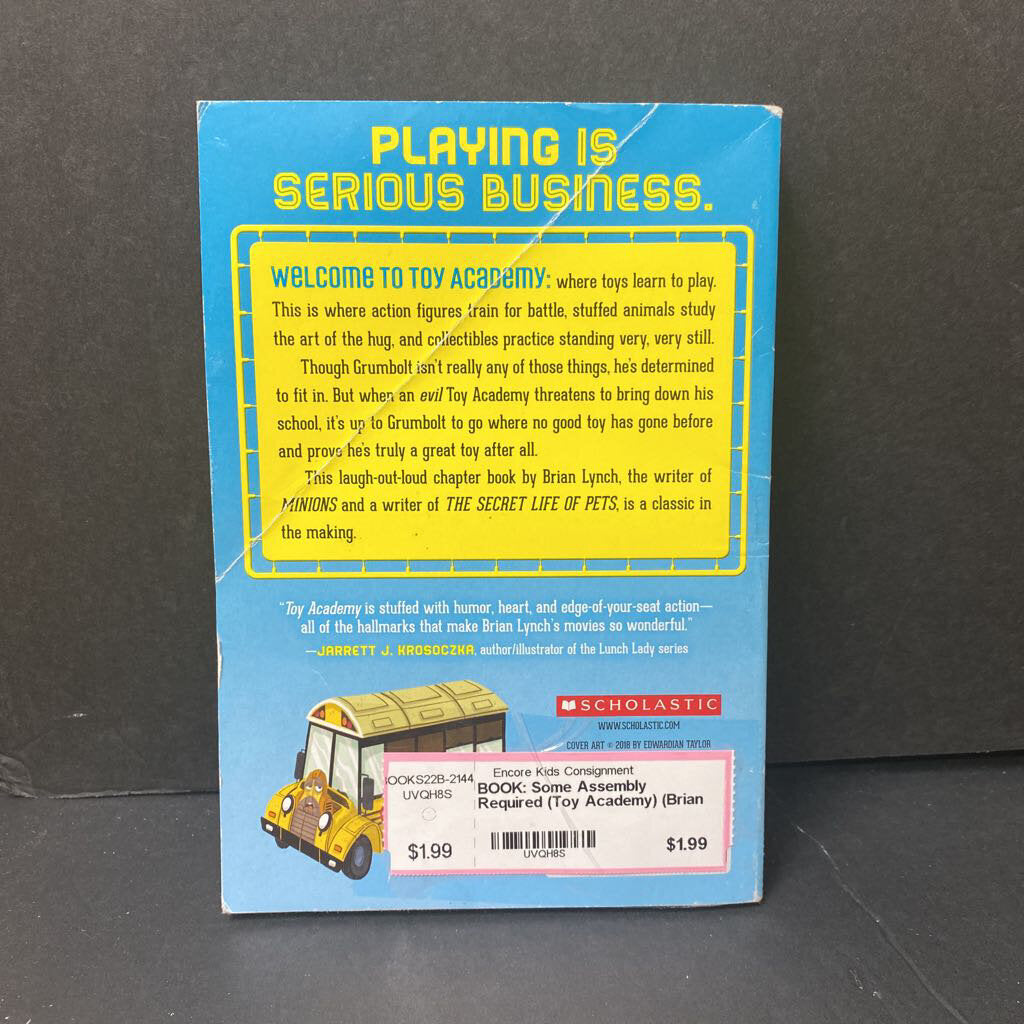 PLAYING IS
SERIOUS BUSINESS.
WELCOME TO TOY ACADEMY: where toys learn to play.
This is where action figures train for battle, stuffed animals study
the art of the hug, and collectibles practice standing very, very still.
Though Grumbolt isn't really any of those things, he's determined
to fit in. But when an evil Toy Academy threatens to bring down his
school, it's up to Grumbolt to go where no good toy has gone before
and prove he's truly a great toy after all.
This laugh-out-loud chapter book by Brian Lynch, the writer of
MINIONS and a writer of THE SECRET LIFE OF PETS, is a classic in
the making.
"Toy Academy is stuffed with humor, heart, and edge-of-your-seat action—
all of the hallmarks that make Brian Lynch's movies so wonderful."
—JARRETT J. KROSOCZKA, author/illustrator of the Lunch Lady series
SCHOLASTIC
WWW.SCHOLASTIC.COM
COVER ART © 2018 BY EDWARDIAN TAYLOR
OOKS22B-2144
UVQH8S
$1.99
Encore Kids Consignment
BOOK: Some Assembly
Required (Toy Academy) (Brian
UVQH8S
$1.99